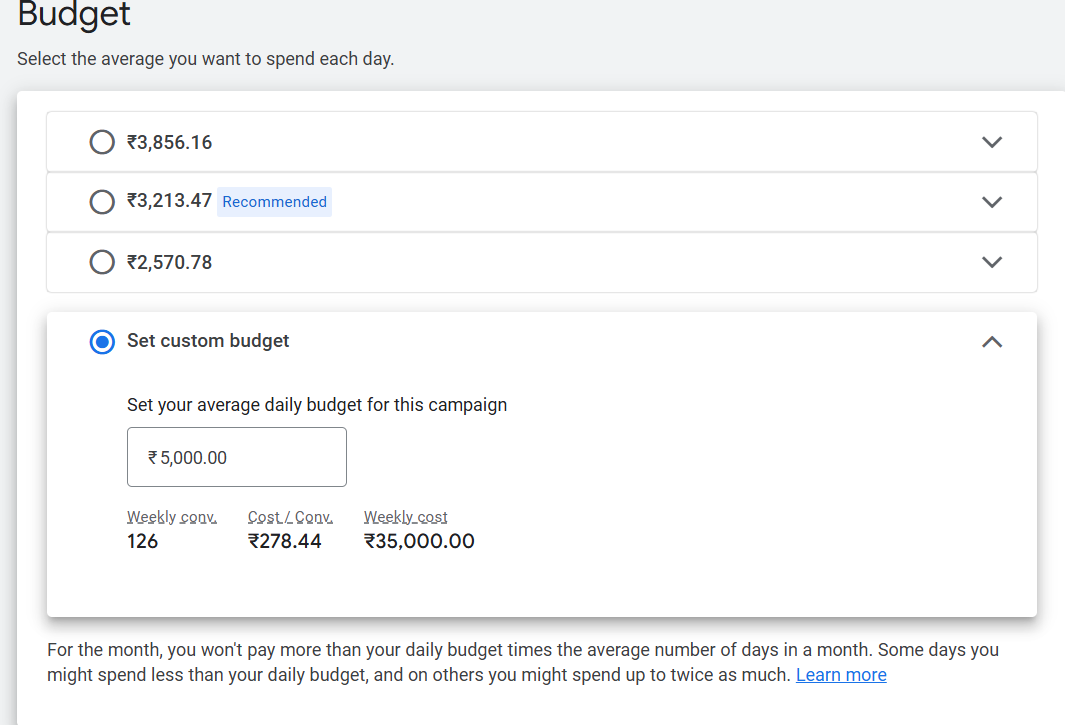 Budget
Select the average you want to spend each day.
₹3,856.16
₹3,213.47 Recommended
₹2,570.78
Set custom budget
Set your average daily budget for this campaign
₹ 5,000.00
Weekly conv. Cost / Conv. Weekly cost
126 ₹278.44 ₹35,000.00
For the month, you won't pay more than your daily budget times the average number of days in a month. Some days you
might spend less than your daily budget, and on others you might spend up to twice as much. Learn more